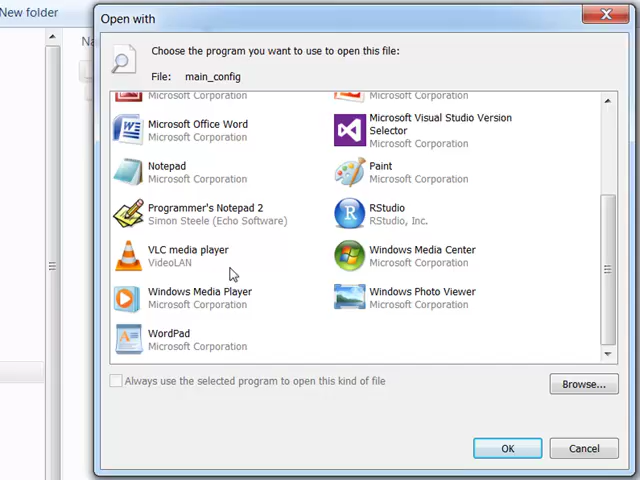 New folder
Open with
Choose the program you want to use to open this file:
File: main_config
Microsoft Corporation
Microsoft Corporation
Microsoft Office Word
Microsoft Corporation
Microsoft Visual Studio Version
Selector
Microsoft Corporation
Notepad
Microsoft Corporation
Paint
Microsoft Corporation
Programmer's Notepad 2
Simon Steele (Echo Software)
RStudio
RStudio, Inc.
VLC media player
VideoLAN
Windows Media Center
Microsoft Corporation
Windows Media Player
Microsoft Corporation
Windows Photo Viewer
Microsoft Corporation
WordPad
Microsoft Corporation
Always use the selected program to open this kind of file
Browse...
OK
Cancel